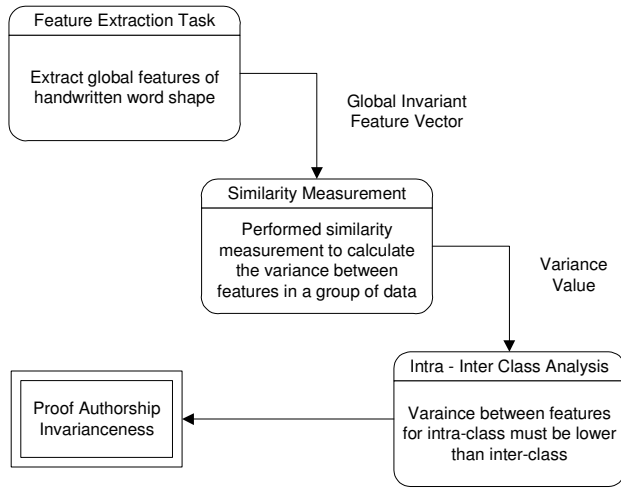 Feature Extraction Task
Extract global features of
handwritten word shape
Global Invariant
Feature Vector
Similarity Measurement
Performed similarity
measurement to calculate
the variance between
features in a group of data
Variance
Value
Intra - Inter Class Analysis
Varaince between features
for intra-class must be lower
than inter-class
Proof Authorship
Invarianceness